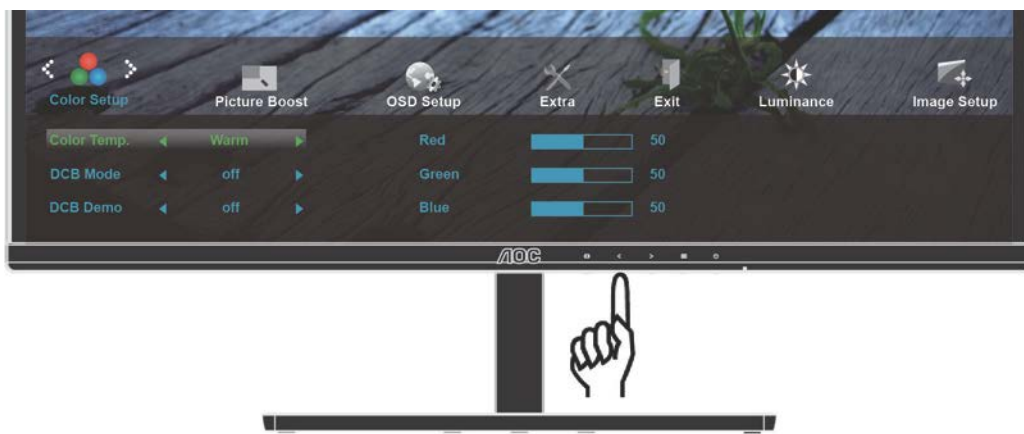 Color Setup Picture Boost OSD Setup Extra Exit Luminance Image Setup
Color Temp. Warm Red 50
DCB Mode off Green 50
DCB Demo off Blue 50
AOC